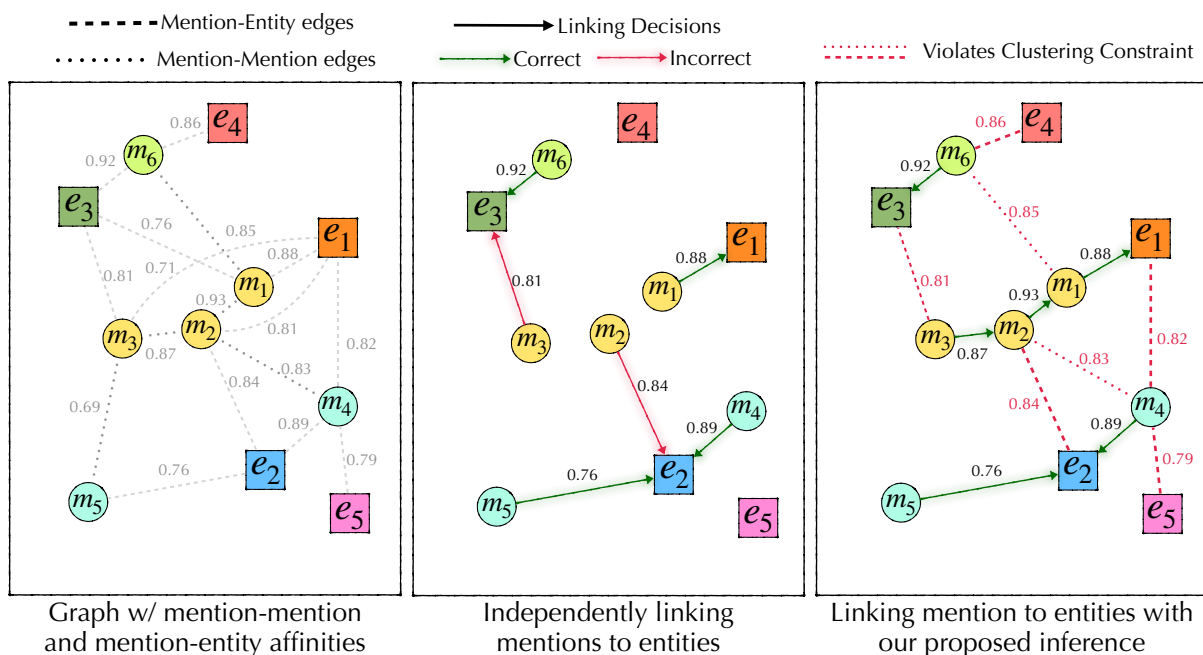 Mention-Entity edges
Mention-Mention edges
Linking Decisions
Correct
Incorrect
Violates Clustering Constraint
e4
0.86
m6
0.92
e3
0.76
0.85
e1
0.81
0.71
0.88
m1
0.93
m3
m2
0.81
0.87
0.82
0.83
0.84
m4
0.69
0.89
0.76
e2
0.79
m5
e5
Graph w/ mention-mention
and mention-entity affinities
e4
m6
0.92
e3
e1
0.88
m1
0.81
m2
m3
0.84
m4
0.89
0.76
e2
m5
e5
Independently linking
mentions to entities
e4
0.86
m6
0.92
e3
0.85
e1
0.88
0.81
m1
0.93
m3
m2
0.87
0.82
0.83
0.84
m4
0.89
0.76
e2
0.79
m5
e5
Linking mention to entities with
our proposed inference